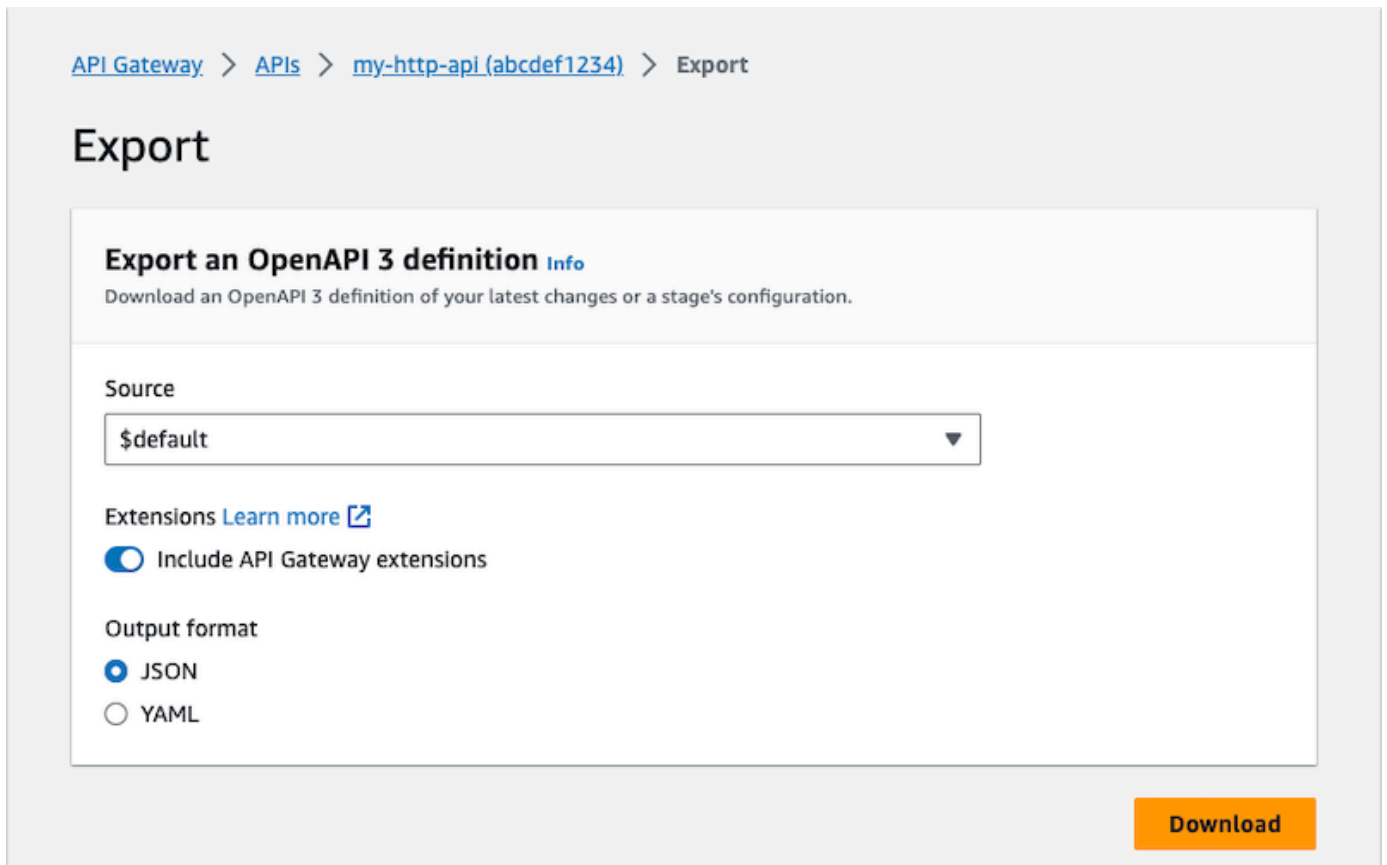 API Gateway > APIs > my-http-api (abcdef1234) > Export
Export
Export an OpenAPI 3 definition Info
Download an OpenAPI 3 definition of your latest changes or a stage's configuration.
Source
$default
Extensions Learn more
Include API Gateway extensions
Output format
JSON
YAML
Download